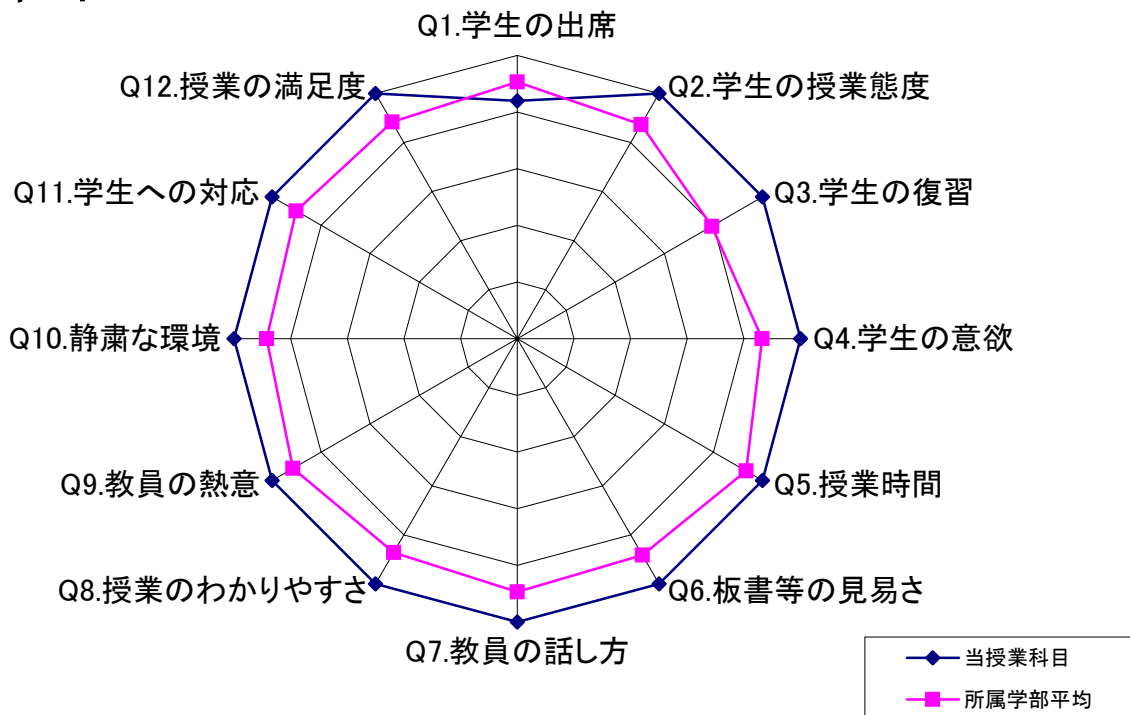 Q1.学生の出席
Q2.学生の授業態度
Q3.学生の復習
Q4.学生の意欲
Q5.授業時間
Q6.板書等の見易さ
Q7.教員の話し方
Q8.授業のわかりやすさ
Q9.教員の熱意
Q10.静粛な環境
Q11.学生への対応
Q12.授業の満足度
当授業科目
所属学部平均